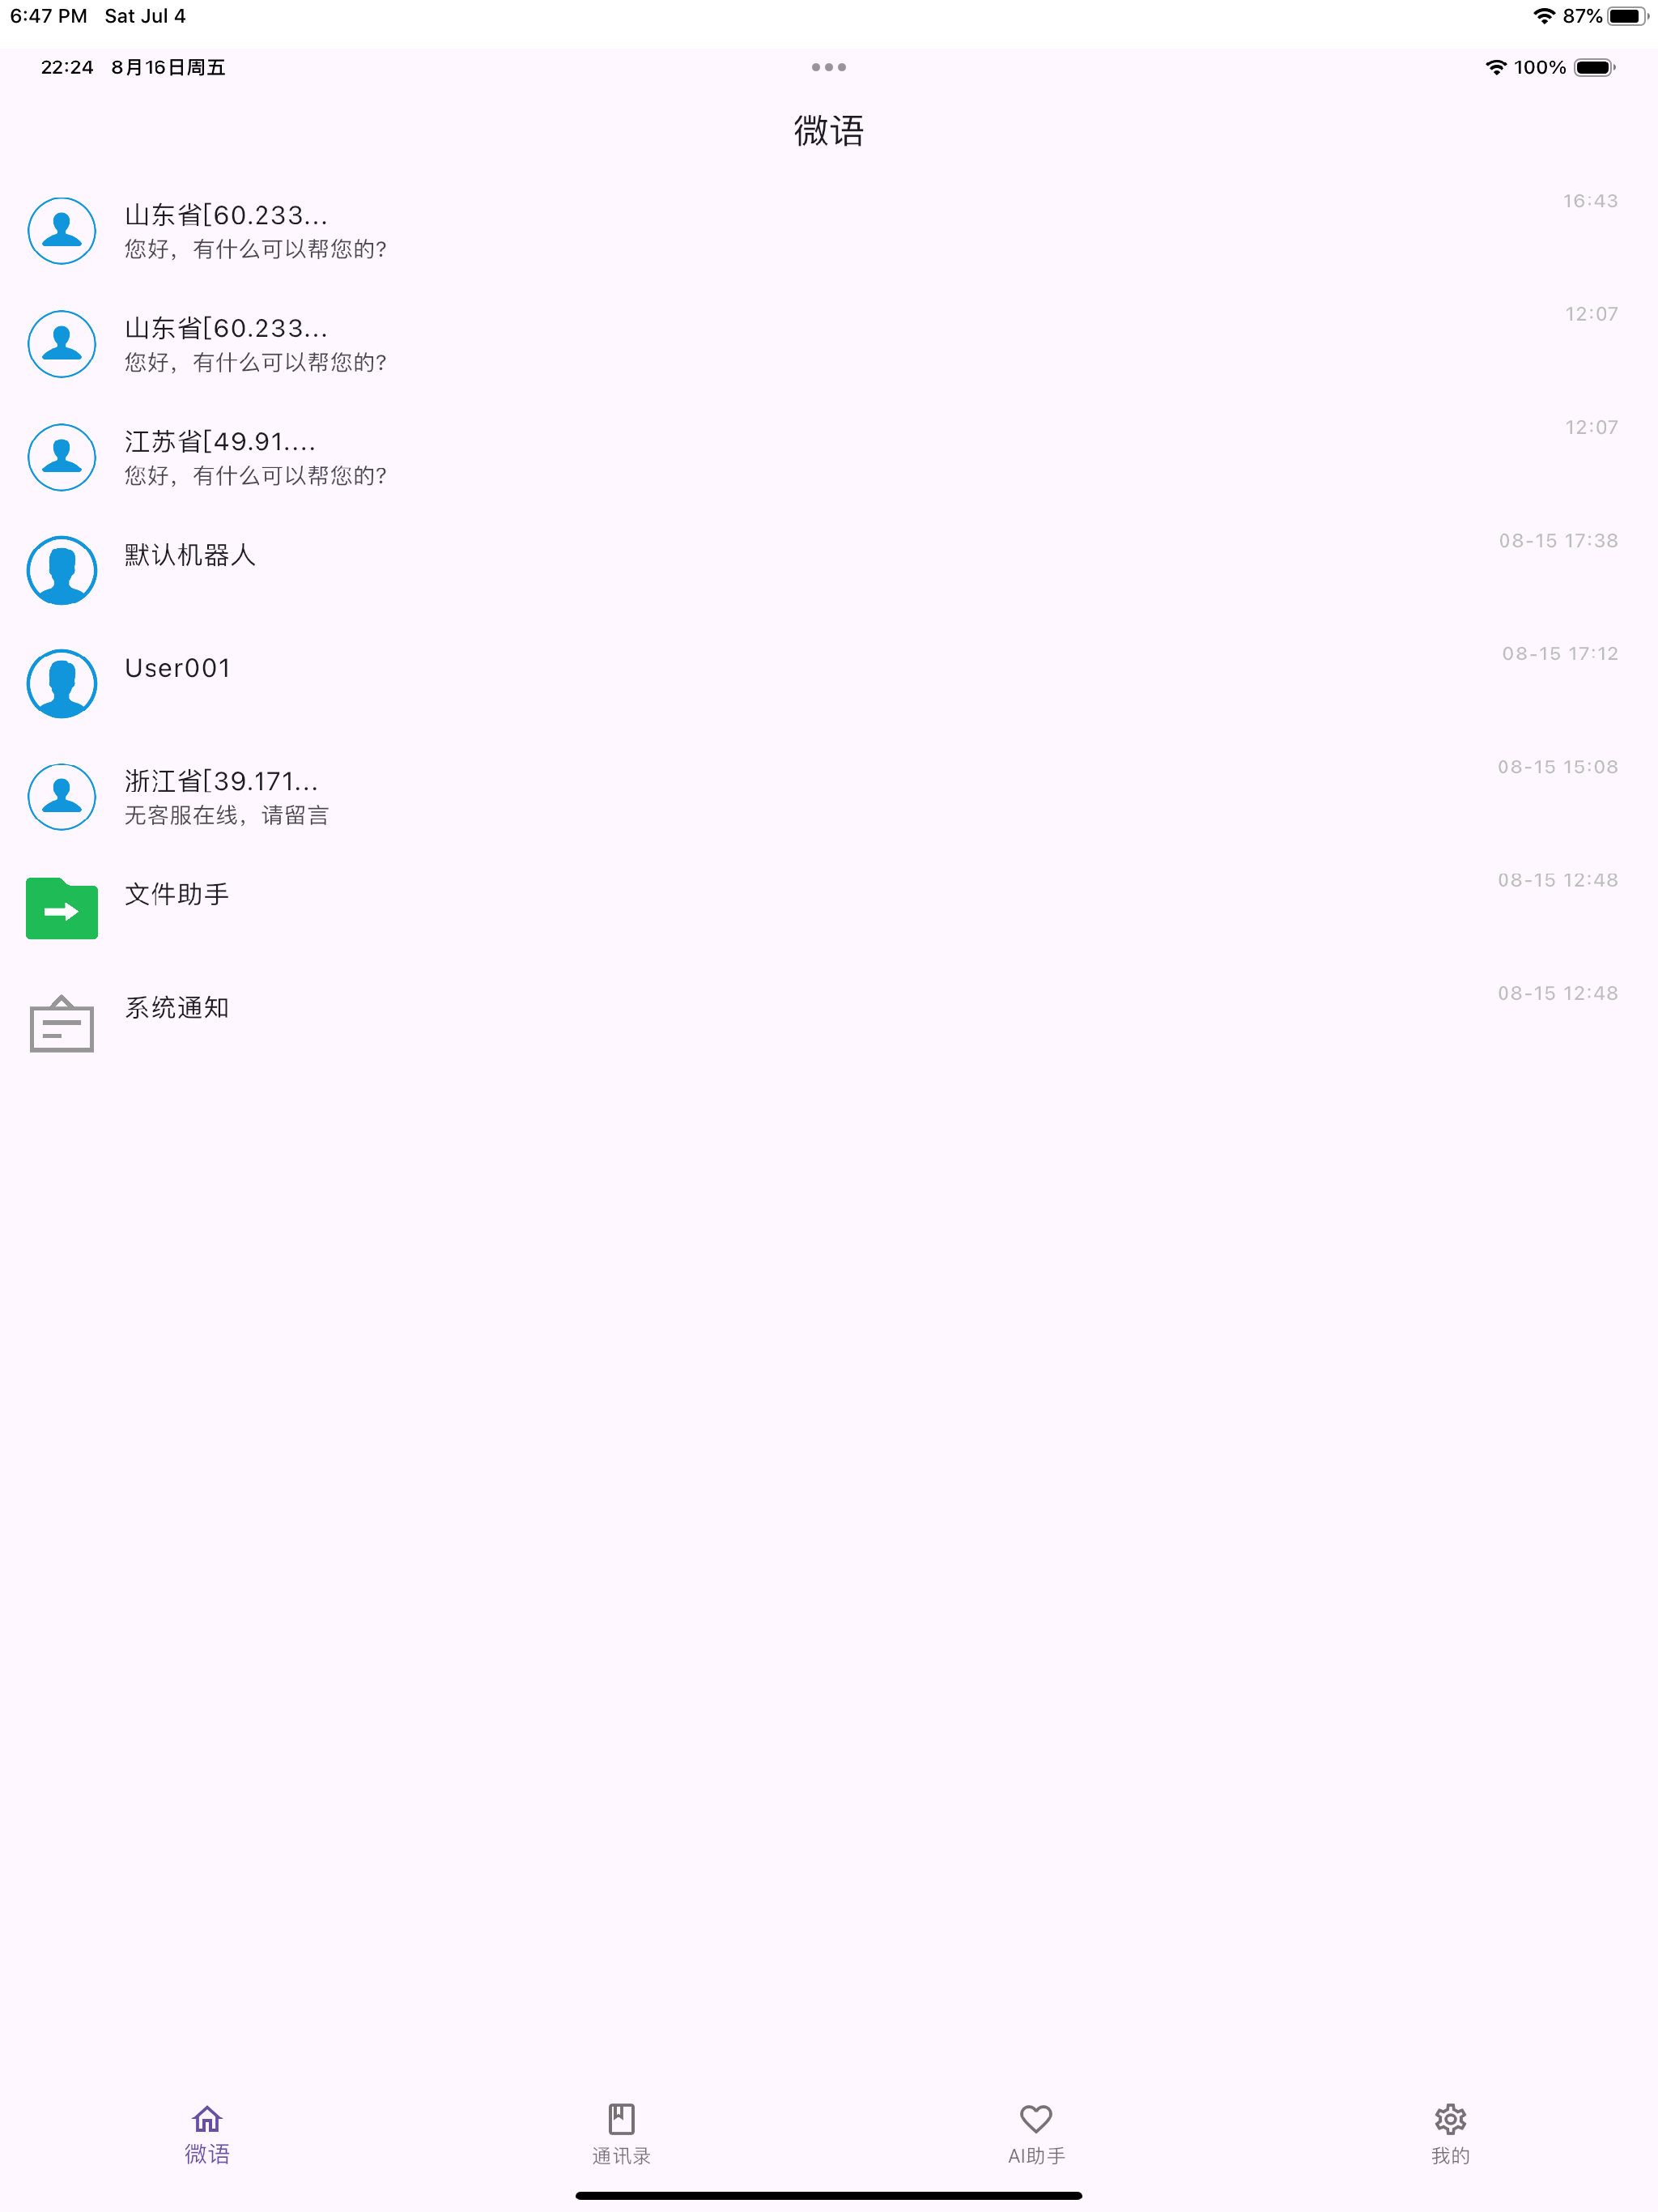 6:47 PM Sat Jul 4 87%
22:24 8月16日周五 100%
微语
山东省[60.233... 16:43
您好，有什么可以帮您的?
山东省[60.233... 12:07
您好，有什么可以帮您的?
江苏省[49.91.... 12:07
您好，有什么可以帮您的?
默认机器人 08-15 17:38
User001 08-15 17:12
浙江省[39.171... 08-15 15:08
无客服在线，请留言
文件助手 08-15 12:48
系统通知 08-15 12:48
微语 通讯录 AI助手 我的